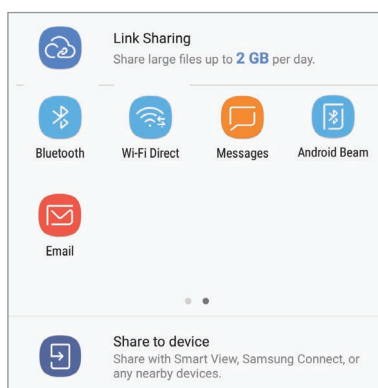 Link Sharing
Share large files up to 2 GB per day.
Bluetooth
Wi-Fi Direct
Messages
Android Beam
Email
Share to device
Share with Smart View, Samsung Connect, or
any nearby devices.